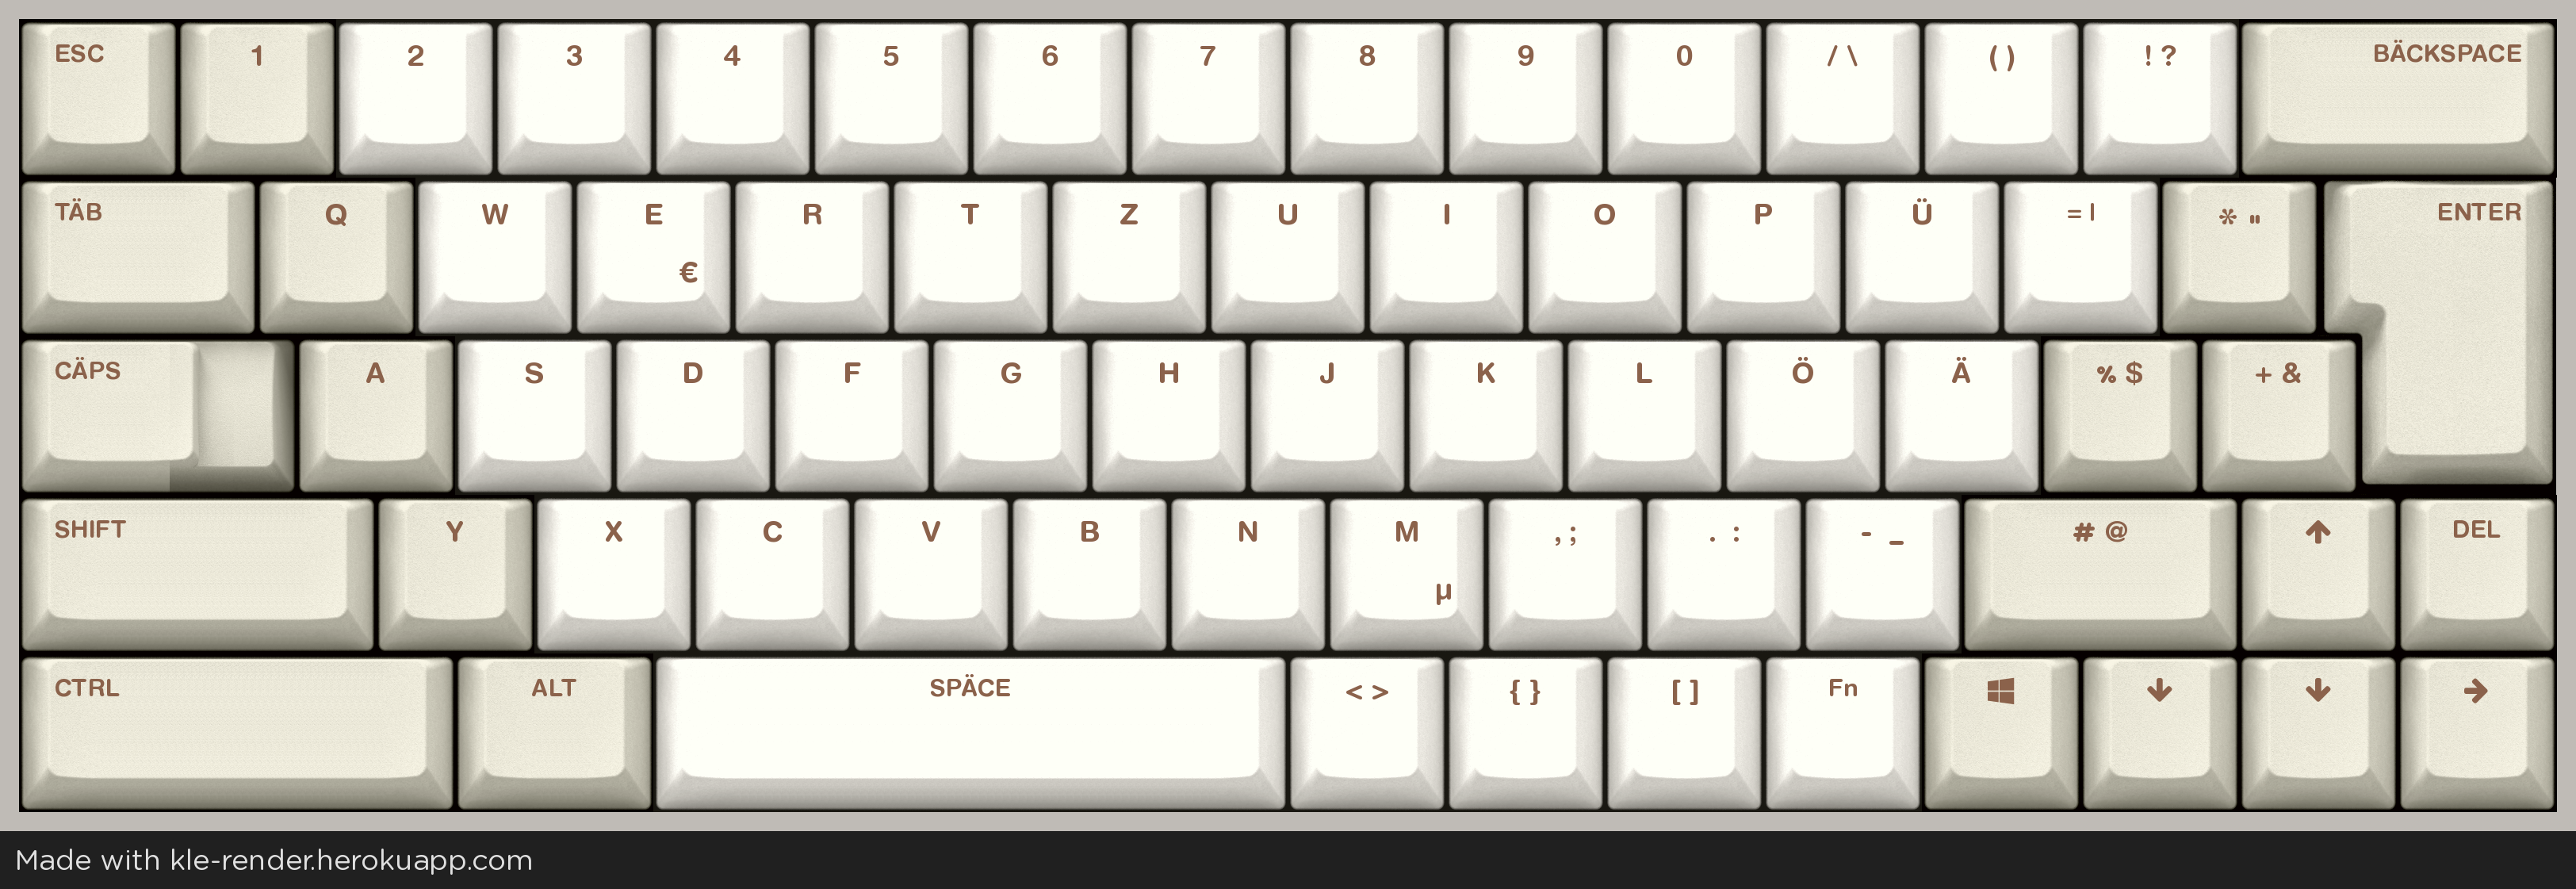 ESC 1 2 3 4 5 6 7 8 9 0 / \ ( ) ! ? BÄCKSPACE
TÄB Q W E € R T Z U I O P Ü = | * " ENTER
CÄPS A S D F G H J K L Ö Ä % $ + &
SHIFT Y X C V B N M µ , ; . : - _ # @ ↑ DEL
CTRL ALT SPÄCE < > { } [ ] Fn ↓ ↓ →
Made with kle-render.herokuapp.com